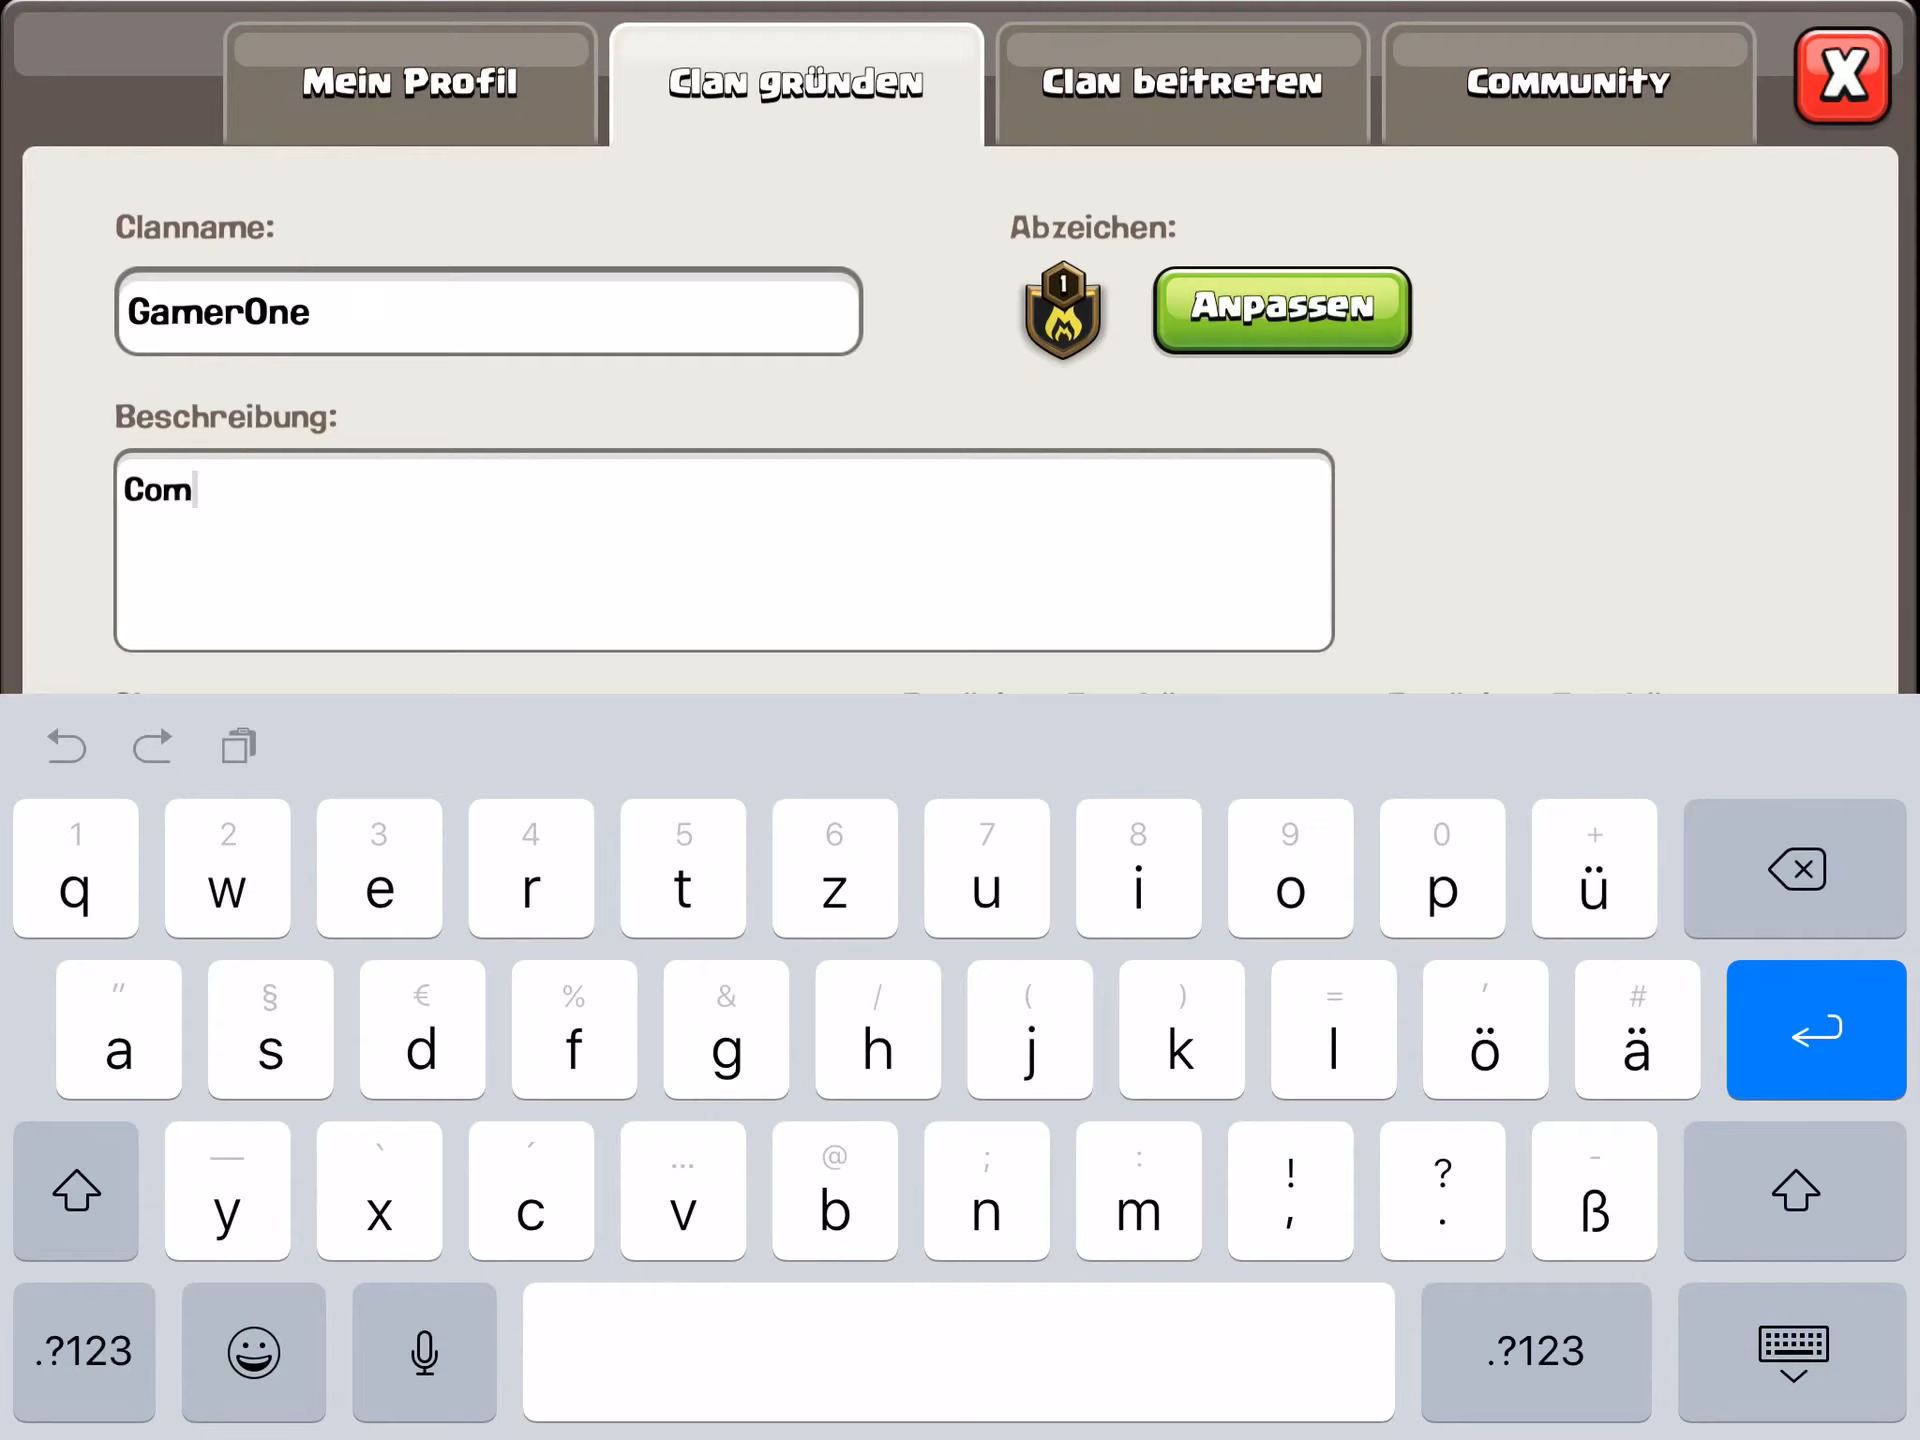 Mein Profil
Clan gründen
Clan beitreten
Community
X
Clanname:
Abzeichen:
GamerOne
1
Anpassen
Beschreibung:
Com
1 2 3 4 5 6 7 8 9 0 +
q w e r t z u i o p ü
" § € % & / ( ) = ' #
a s d f g h j k l ö ä
— ` ´ ... @ ; : ! ? -
y x c v b n m , . ß
.?123
.?123